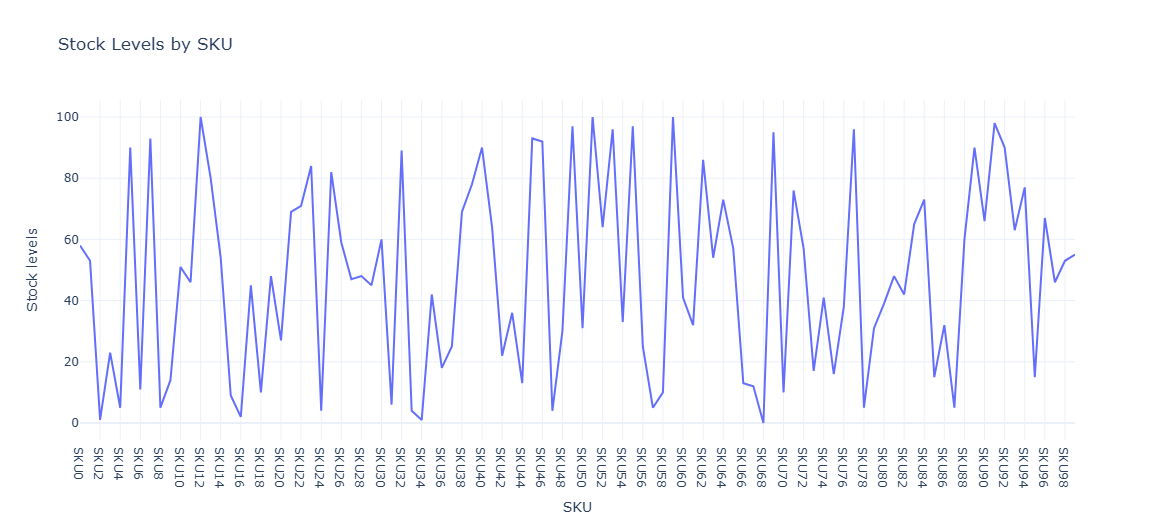 Stock Levels by SKU
100
80
60
40
20
0
Stock levels
SKU0
SKU2
SKU4
SKU6
SKU8
SKU10
SKU12
SKU14
SKU16
SKU18
SKU20
SKU22
SKU24
SKU26
SKU28
SKU30
SKU32
SKU34
SKU36
SKU38
SKU40
SKU42
SKU44
SKU46
SKU48
SKU50
SKU52
SKU54
SKU56
SKU58
SKU60
SKU62
SKU64
SKU66
SKU68
SKU70
SKU72
SKU74
SKU76
SKU78
SKU80
SKU82
SKU84
SKU86
SKU88
SKU90
SKU92
SKU94
SKU96
SKU98
SKU